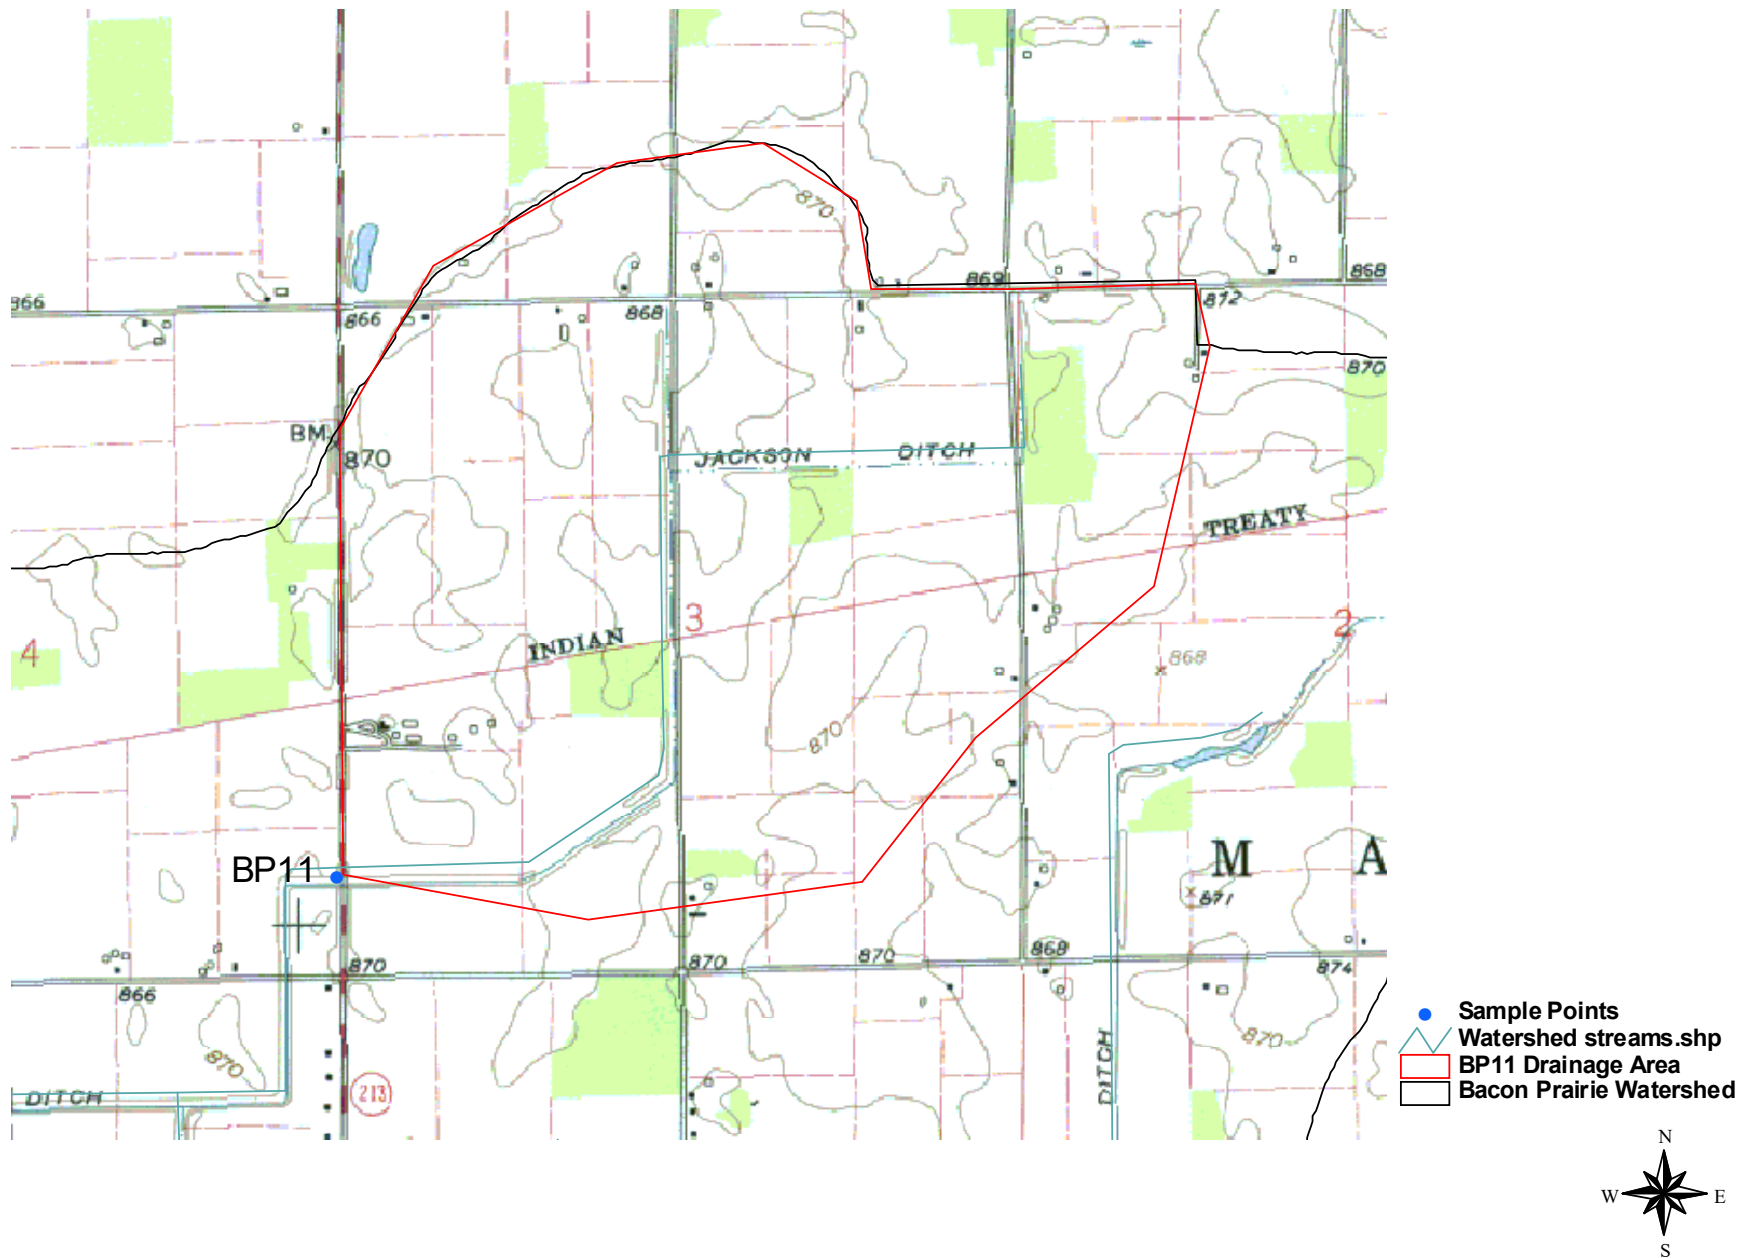 870
869
868
866
812
866
868
870
BM
870
JACKSON DITCH
TREATY
3
2
INDIAN
4
868
870
BP11
M A
871
870
870
870
868
874
866
870
870
DITCH
DITCH
213
Sample Points
Watershed streams.shp
BP11 Drainage Area
Bacon Prairie Watershed
N
W E
S